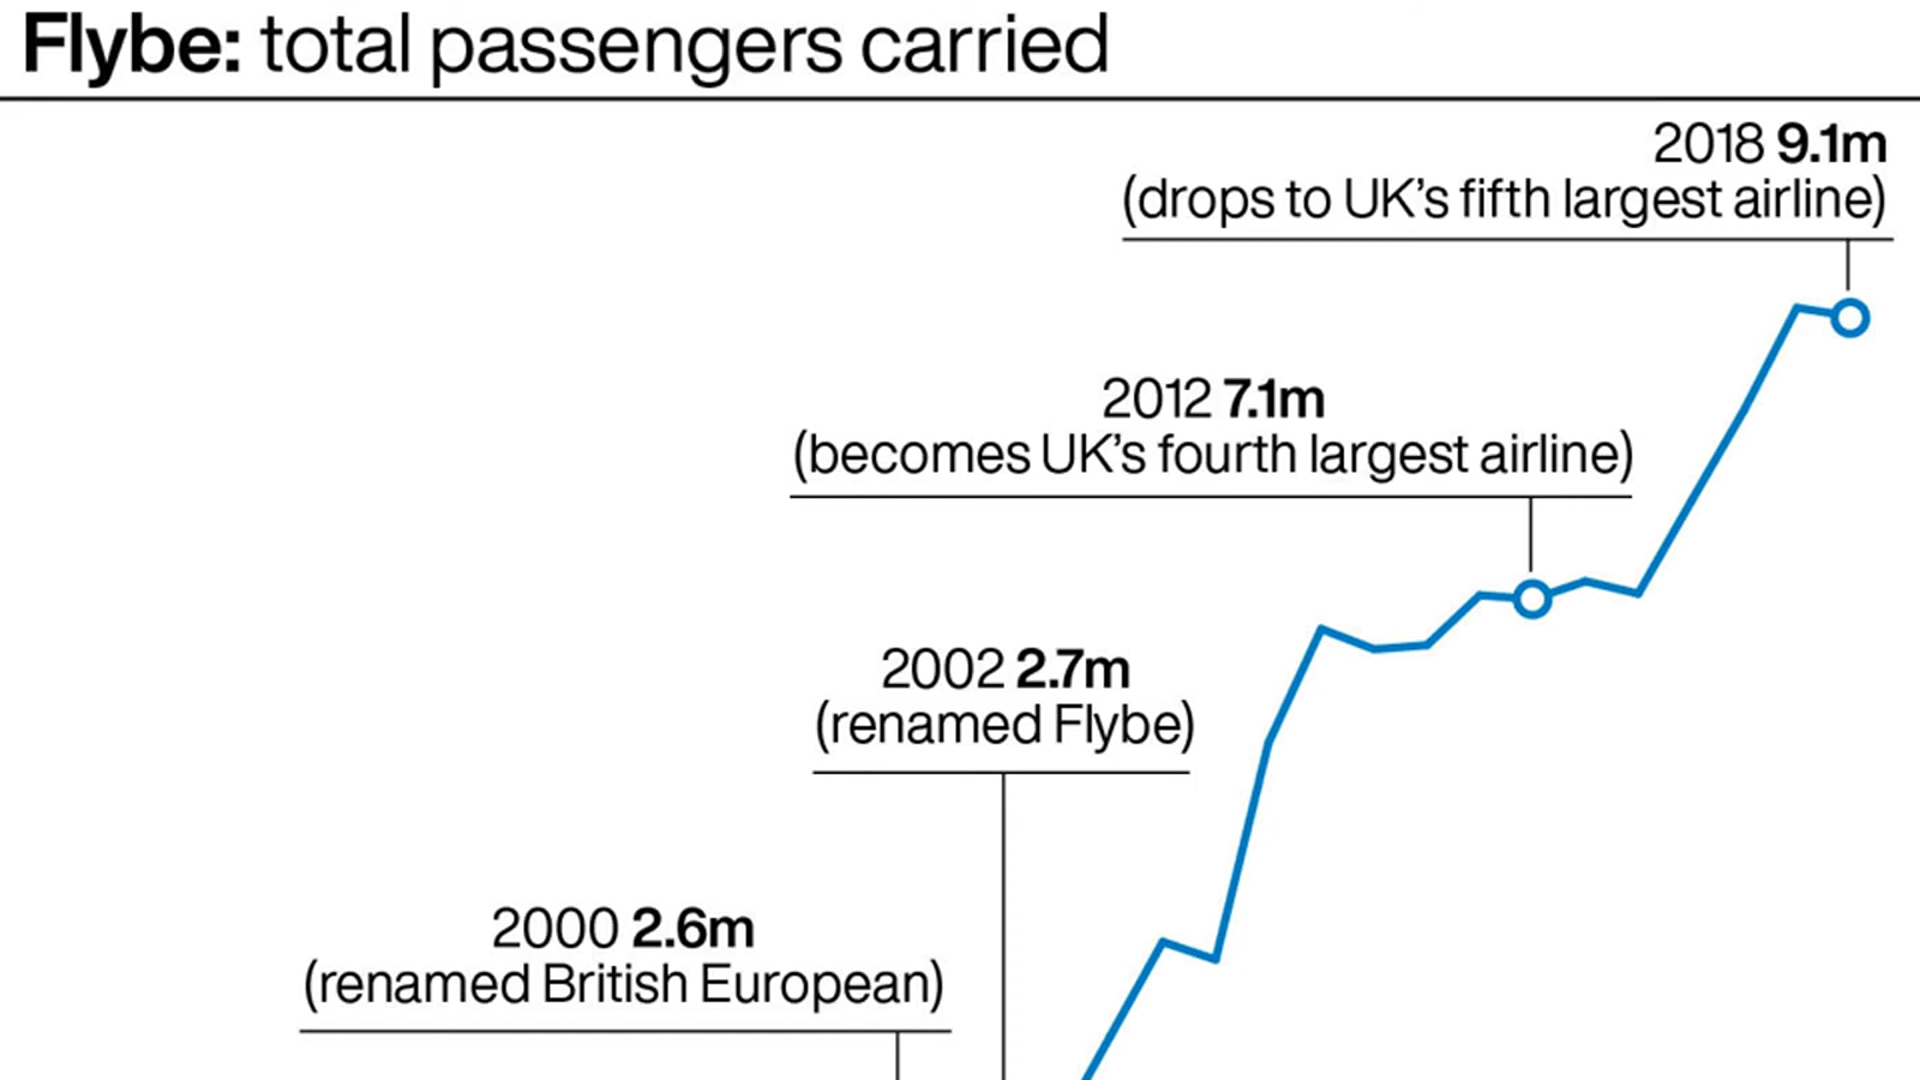 Flybe: total passengers carried
2018 9.1m
(drops to UK’s fifth largest airline)
2012 7.1m
(becomes UK’s fourth largest airline)
2002 2.7m
(renamed Flybe)
2000 2.6m
(renamed British European)